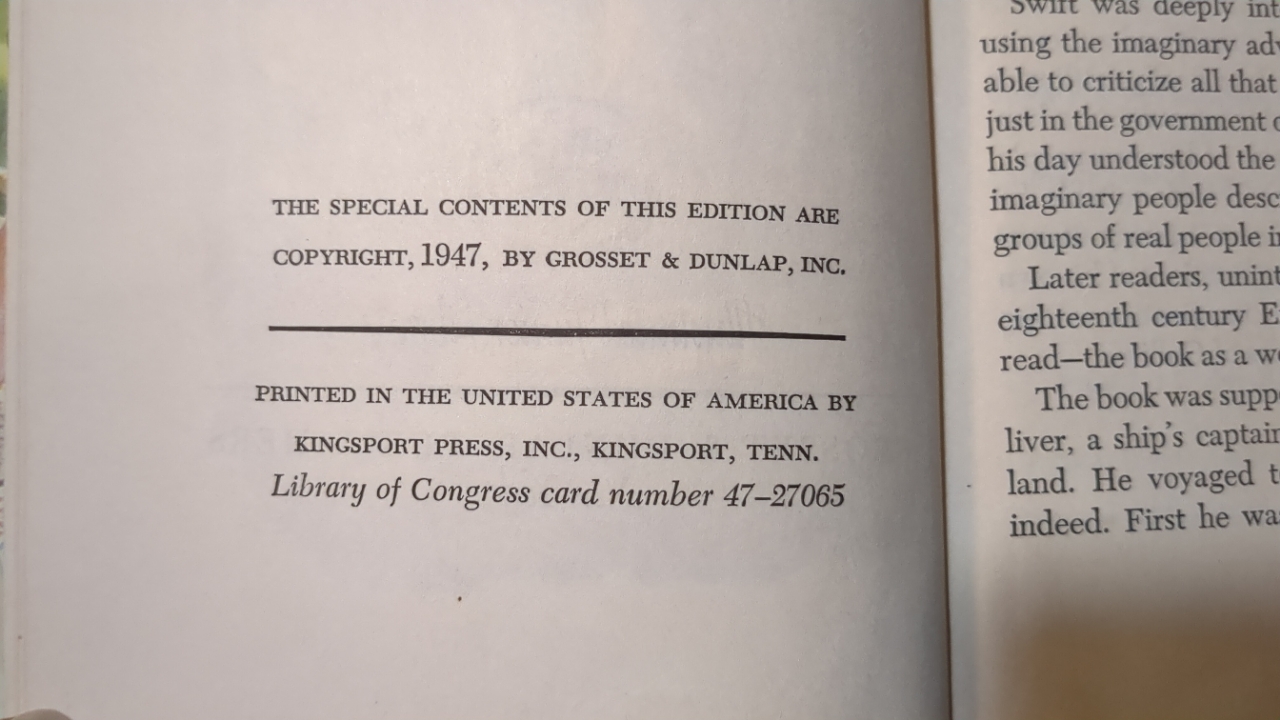 THE SPECIAL CONTENTS OF THIS EDITION ARE
COPYRIGHT, 1947, BY GROSSET & DUNLAP, INC.
PRINTED IN THE UNITED STATES OF AMERICA BY
KINGSPORT PRESS, INC., KINGSPORT, TENN.
Library of Congress card number 47–27065
Swift was deeply int
using the imaginary adv
able to criticize all that
just in the government o
his day understood the
imaginary people desc
groups of real people i
Later readers, unint
eighteenth century E
read—the book as a w
The book was supp
liver, a ship's captain
land. He voyaged t
indeed. First he wa